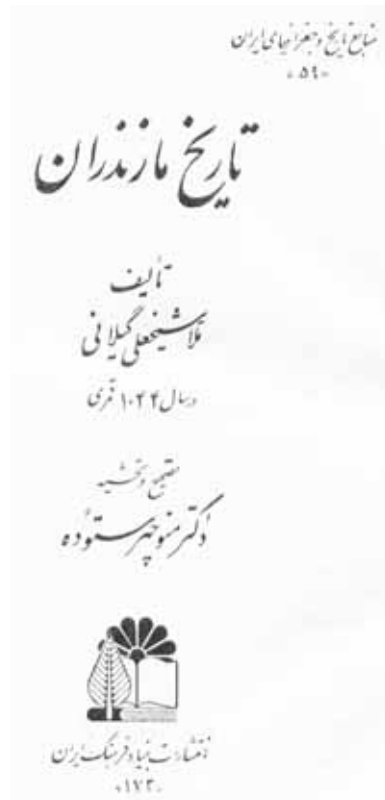 منابع تاریخ و جغرافیای ایران
«۵۹»
تاریخ مازندران
تألیف
ملا شیخعلی گیلانی
در سال ۱۰۴۴ قمری
تصحیح و تحشیه
دکتر منوچهر ستوده
انتشارات بنیاد فرهنگ ایران
«۱۷۳»